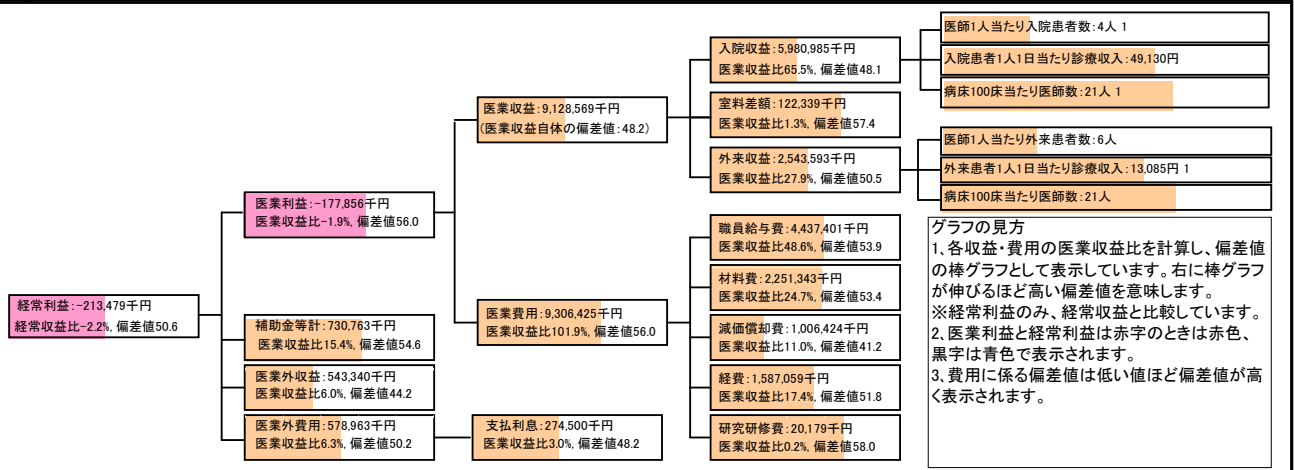 経常利益:-213,479千円
経常収益比-2.2%, 偏差値50.6
医業利益:-177,856千円
医業収益比-1.9%, 偏差値56.0
補助金等計:730,763千円
医業収益比15.4%, 偏差値54.6
医業外収益:543,340千円
医業収益比6.0%, 偏差値44.2
医業外費用:578,963千円
医業収益比6.3%, 偏差値50.2
支払利息:274,500千円
医業収益比3.0%, 偏差値48.2
医業収益:9,128,569千円
(医業収益自体の偏差値:48.2)
医業費用:9,306,425千円
医業収益比101.9%, 偏差値56.0
入院収益:5,980,985千円
医業収益比65.5%, 偏差値48.1
室料差額:122,339千円
医業収益比1.3%, 偏差値57.4
外来収益:2,543,593千円
医業収益比27.9%, 偏差値50.5
職員給与費:4,437,401千円
医業収益比48.6%, 偏差値53.9
材料費:2,251,343千円
医業収益比24.7%, 偏差値53.4
減価償却費:1,006,424千円
医業収益比11.0%, 偏差値41.2
経費:1,587,059千円
医業収益比17.4%, 偏差値51.8
研究研修費:20,179千円
医業収益比0.2%, 偏差値58.0
医師1人当たり入院患者数:4人 1
入院患者1人1日当たり診療収入:49,130円
病床100床当たり医師数:21人 1
医師1人当たり外来患者数:6人
外来患者1人1日当たり診療収入:13,085円 1
病床100床当たり医師数:21人
グラフの見方
1、各収益・費用の医業収益比を計算し、偏差値
の棒グラフとして表示しています。右に棒グラフ
が伸びるほど高い偏差値を意味します。
※経常利益のみ、経常収益と比較しています。
2、医業利益と経常利益は赤字のときは赤色、
黒字は青色で表示されます。
3、費用に係る偏差値は低い値ほど偏差値が高
く表示されます。